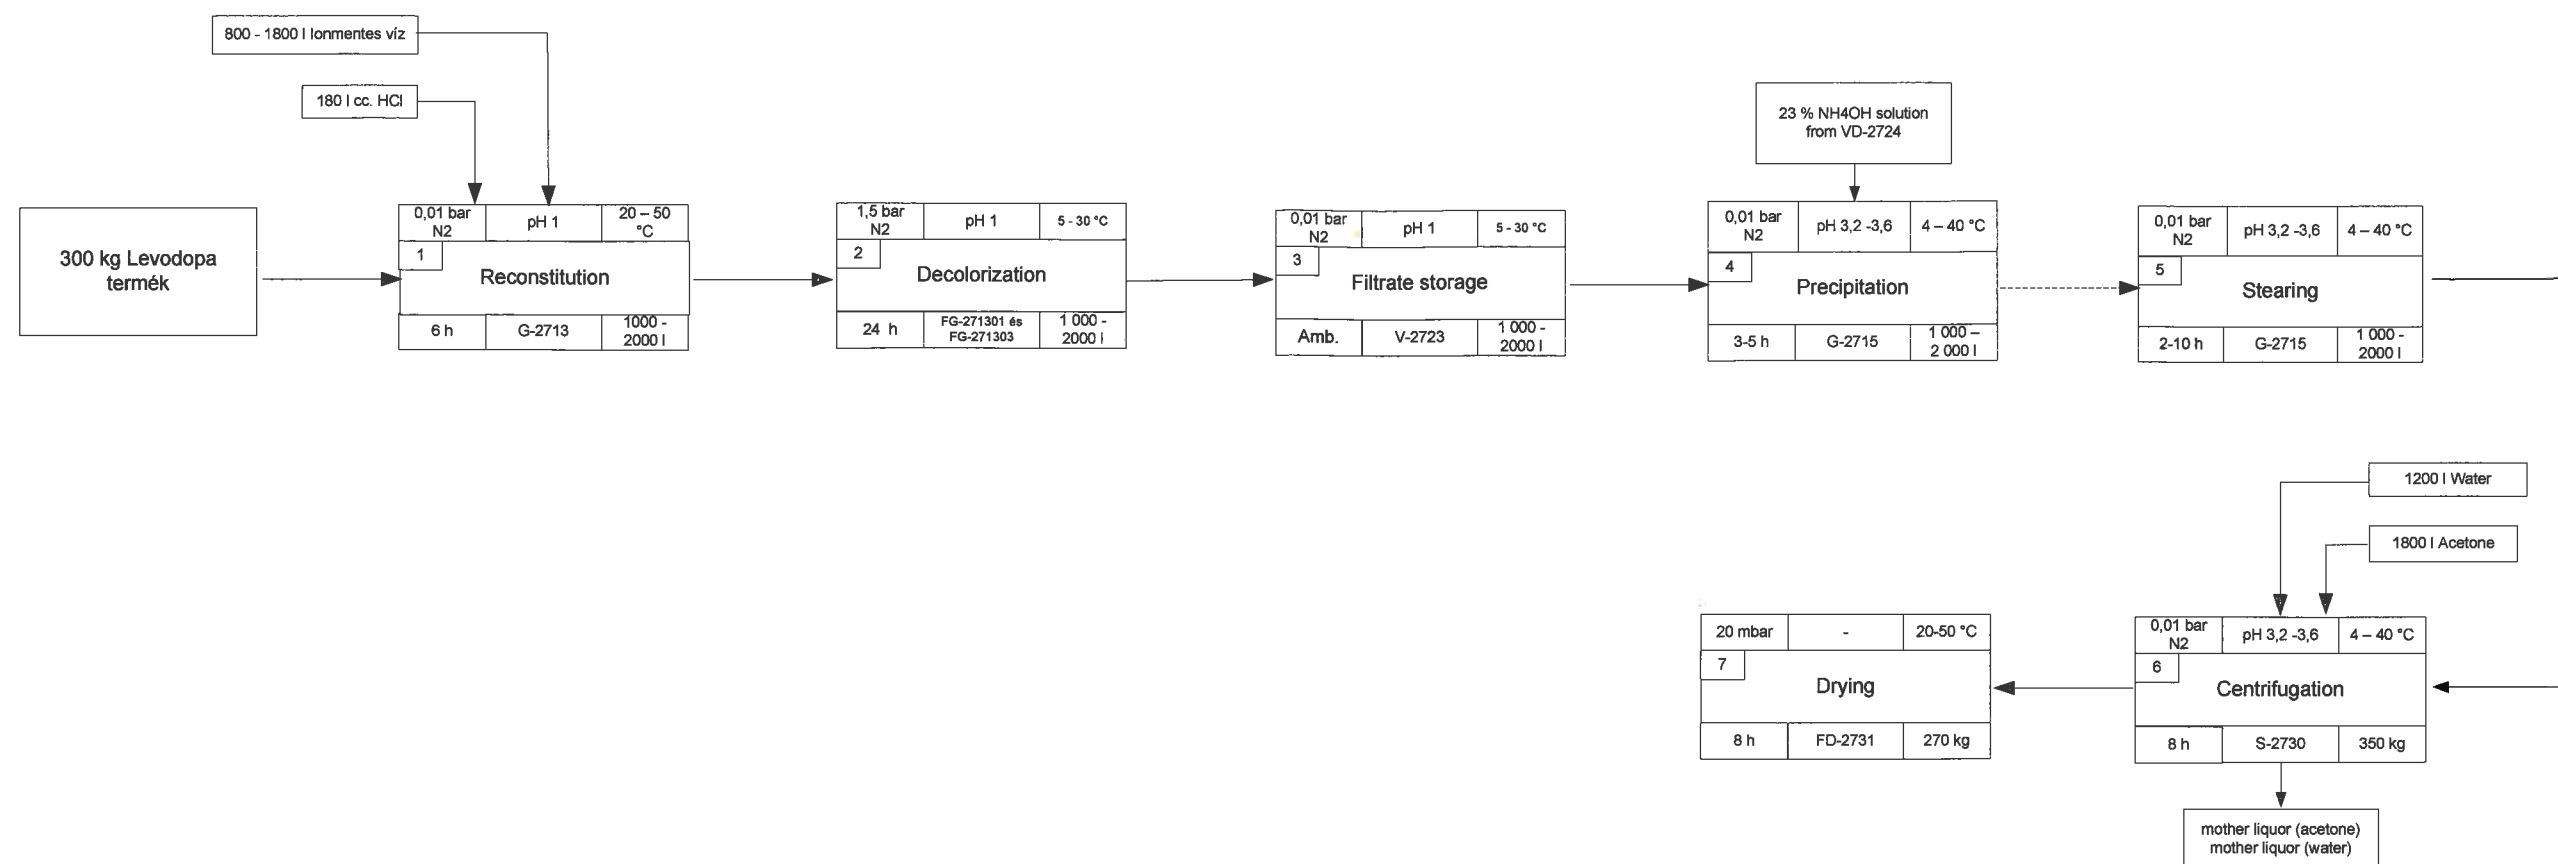 800 - 1800 l Ionmentes víz
180 l cc. HCl
300 kg Levodopa
termék
0,01 bar
N2
pH 1
20 – 50
°C
1
Reconstitution
6 h
G-2713
1000 -
2000 l
1,5 bar
N2
pH 1
5 - 30 °C
2
Decolorization
24 h
FG-271301 és
FG-271303
1 000 -
2000 l
0,01 bar
N2
pH 1
5 - 30 °C
3
Filtrate storage
Amb.
V-2723
1 000 -
2000 l
23 % NH4OH solution
from VD-2724
0,01 bar
N2
pH 3,2 -3,6
4 – 40 °C
4
Precipitation
3-5 h
G-2715
1 000 –
2 000 l
0,01 bar
N2
pH 3,2 -3,6
4 – 40 °C
5
Stearing
2-10 h
G-2715
1 000 -
2000 l
1200 l Water
1800 l Acetone
0,01 bar
N2
pH 3,2 -3,6
4 – 40 °C
6
Centrifugation
8 h
S-2730
350 kg
mother liquor (acetone)
mother liquor (water)
20 mbar
-
20-50 °C
7
Drying
8 h
FD-2731
270 kg